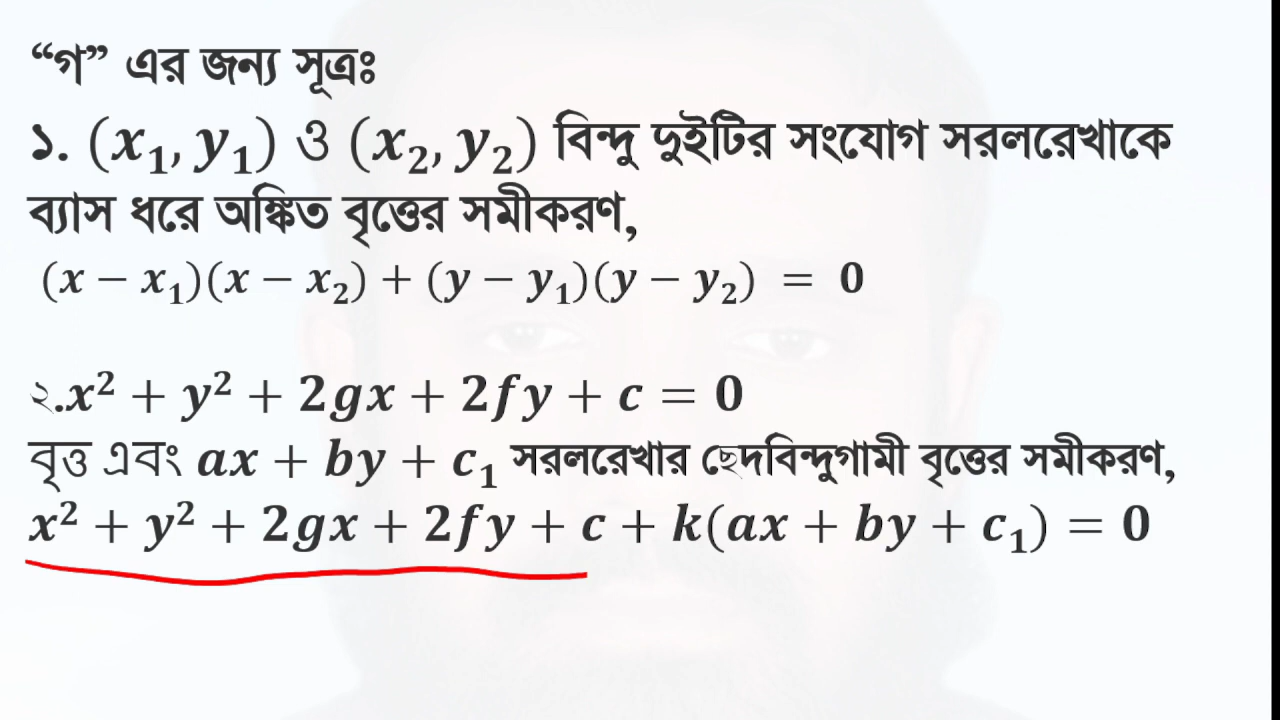 “গ” এর জন্য সূত্রঃ
১. (x₁, y₁) ও (x₂, y₂) বিন্দু দুইটির সংযোগ সরলরেখাকে
ব্যাস ধরে অঙ্কিত বৃত্তের সমীকরণ,
(x − x₁)(x − x₂) + (y − y₁)(y − y₂) = 0
২.x² + y² + 2gx + 2fy + c = 0
বৃত্ত এবং ax + by + c₁ সরলরেখার ছেদবিন্দুগামী বৃত্তের সমীকরণ,
x² + y² + 2gx + 2fy + c + k(ax + by + c₁) = 0